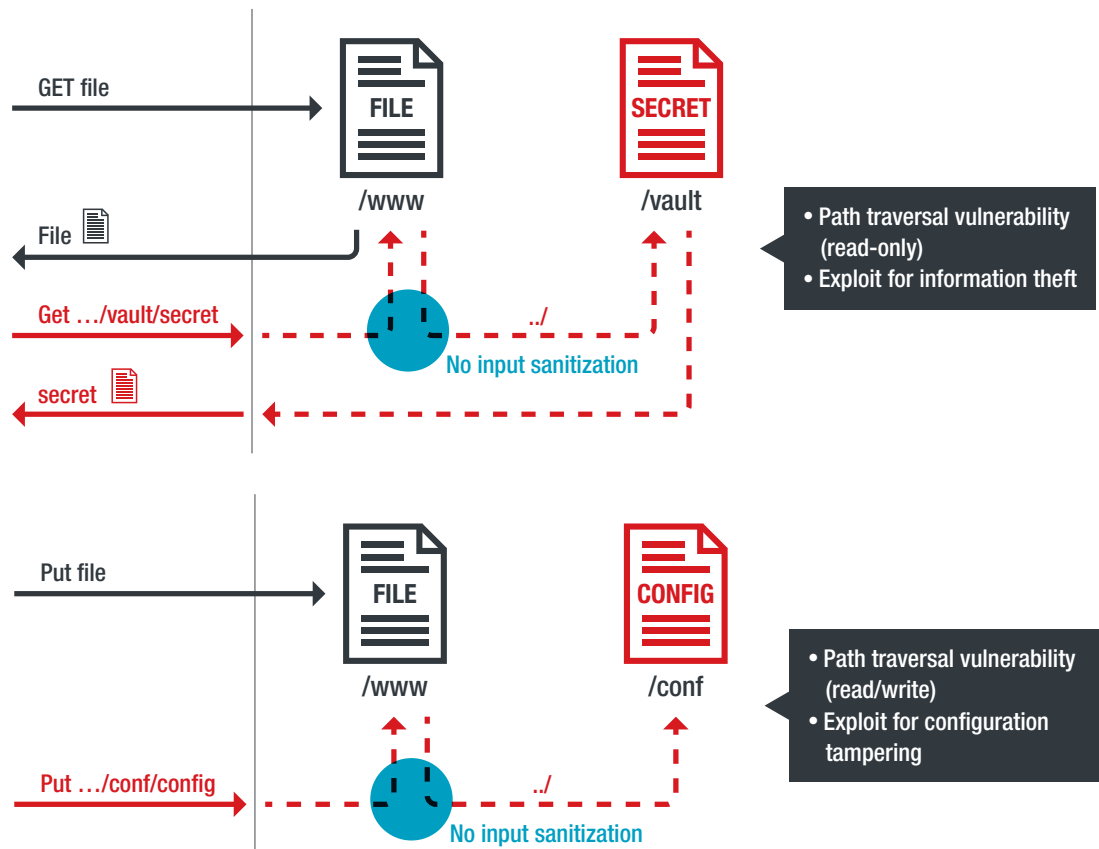 GET file
FILE
/www
SECRET
/vault
File
Get …/vault/secret
../
No input sanitization
secret
• Path traversal vulnerability
(read-only)
• Exploit for information theft
Put file
FILE
/www
CONFIG
/conf
Put …/conf/config
../
No input sanitization
• Path traversal vulnerability
(read/write)
• Exploit for configuration
tampering